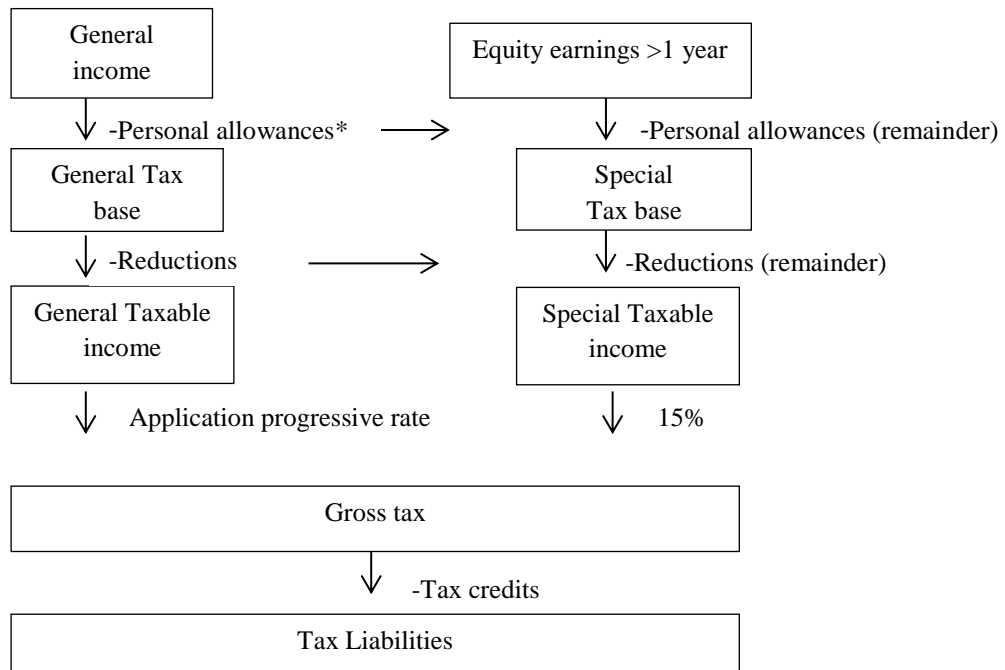 General
income
Equity earnings >1 year
-Personal allowances*
-Personal allowances (remainder)
General Tax
base
Special
Tax base
-Reductions
-Reductions (remainder)
General Taxable
income
Special Taxable
income
Application progressive rate
15%
Gross tax
-Tax credits
Tax Liabilities